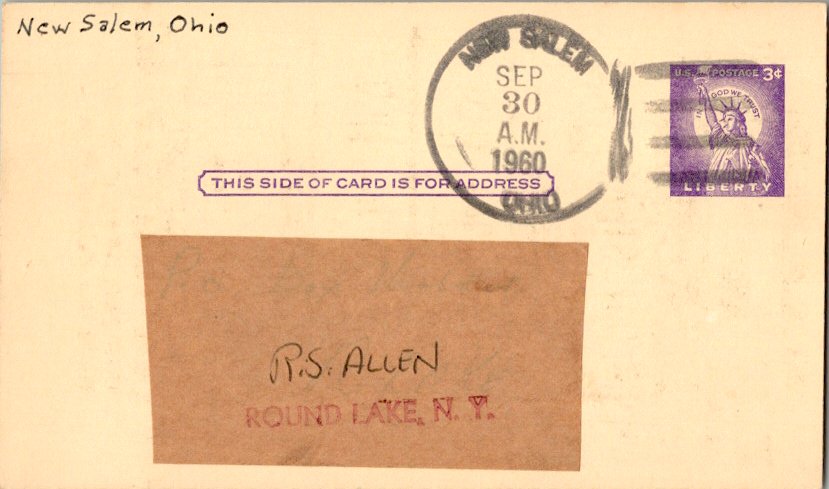 New Salem, Ohio
NEW SALEM
SEP
30
A.M.
1960
OHIO
U.S. POSTAGE 3¢
IN GOD WE TRUST
LIBERTY
THIS SIDE OF CARD IS FOR ADDRESS
R.S. ALLEN
ROUND LAKE, N. Y.